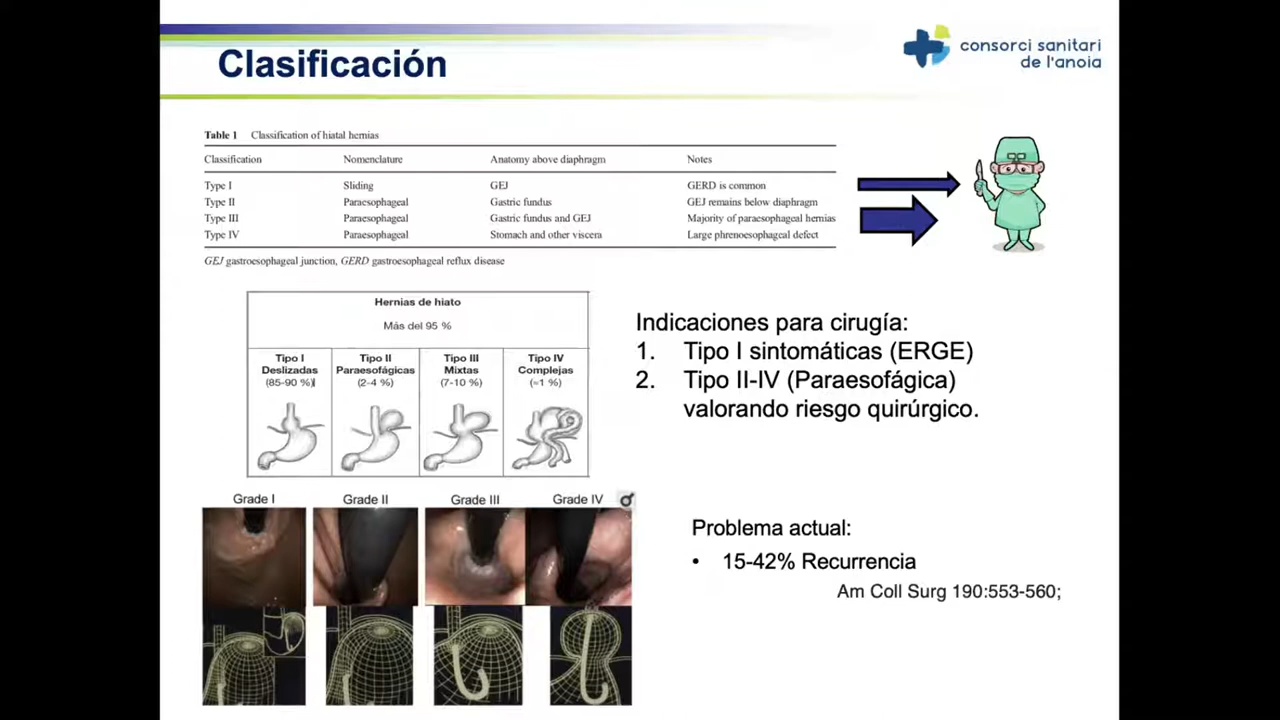 Clasificación
consorci sanitari
de l'anoia
Table 1 Classification of hiatal hernias
Classification Nomenclature Anatomy above diaphragm Notes
Type I Sliding GEJ GERD is common
Type II Paraesophageal Gastric fundus GEJ remains below diaphragm
Type III Paraesophageal Gastric fundus and GEJ Majority of paraesophageal hernias
Type IV Paraesophageal Stomach and other viscera Large phrenoesophageal defect
GEJ gastroesophageal junction, GERD gastroesophageal reflux disease
Hernias de hiato
Más del 95 %
Tipo I Tipo II Tipo III Tipo IV
Deslizadas Paraesofágicas Mixtas Complejas
(85-90 %) (2-4 %) (7-10 %) (≈1 %)
Indicaciones para cirugía:
1. Tipo I sintomáticas (ERGE)
2. Tipo II-IV (Paraesofágica)
valorando riesgo quirúrgico.
Grade I Grade II Grade III Grade IV
Problema actual:
• 15-42% Recurrencia
Am Coll Surg 190:553-560;